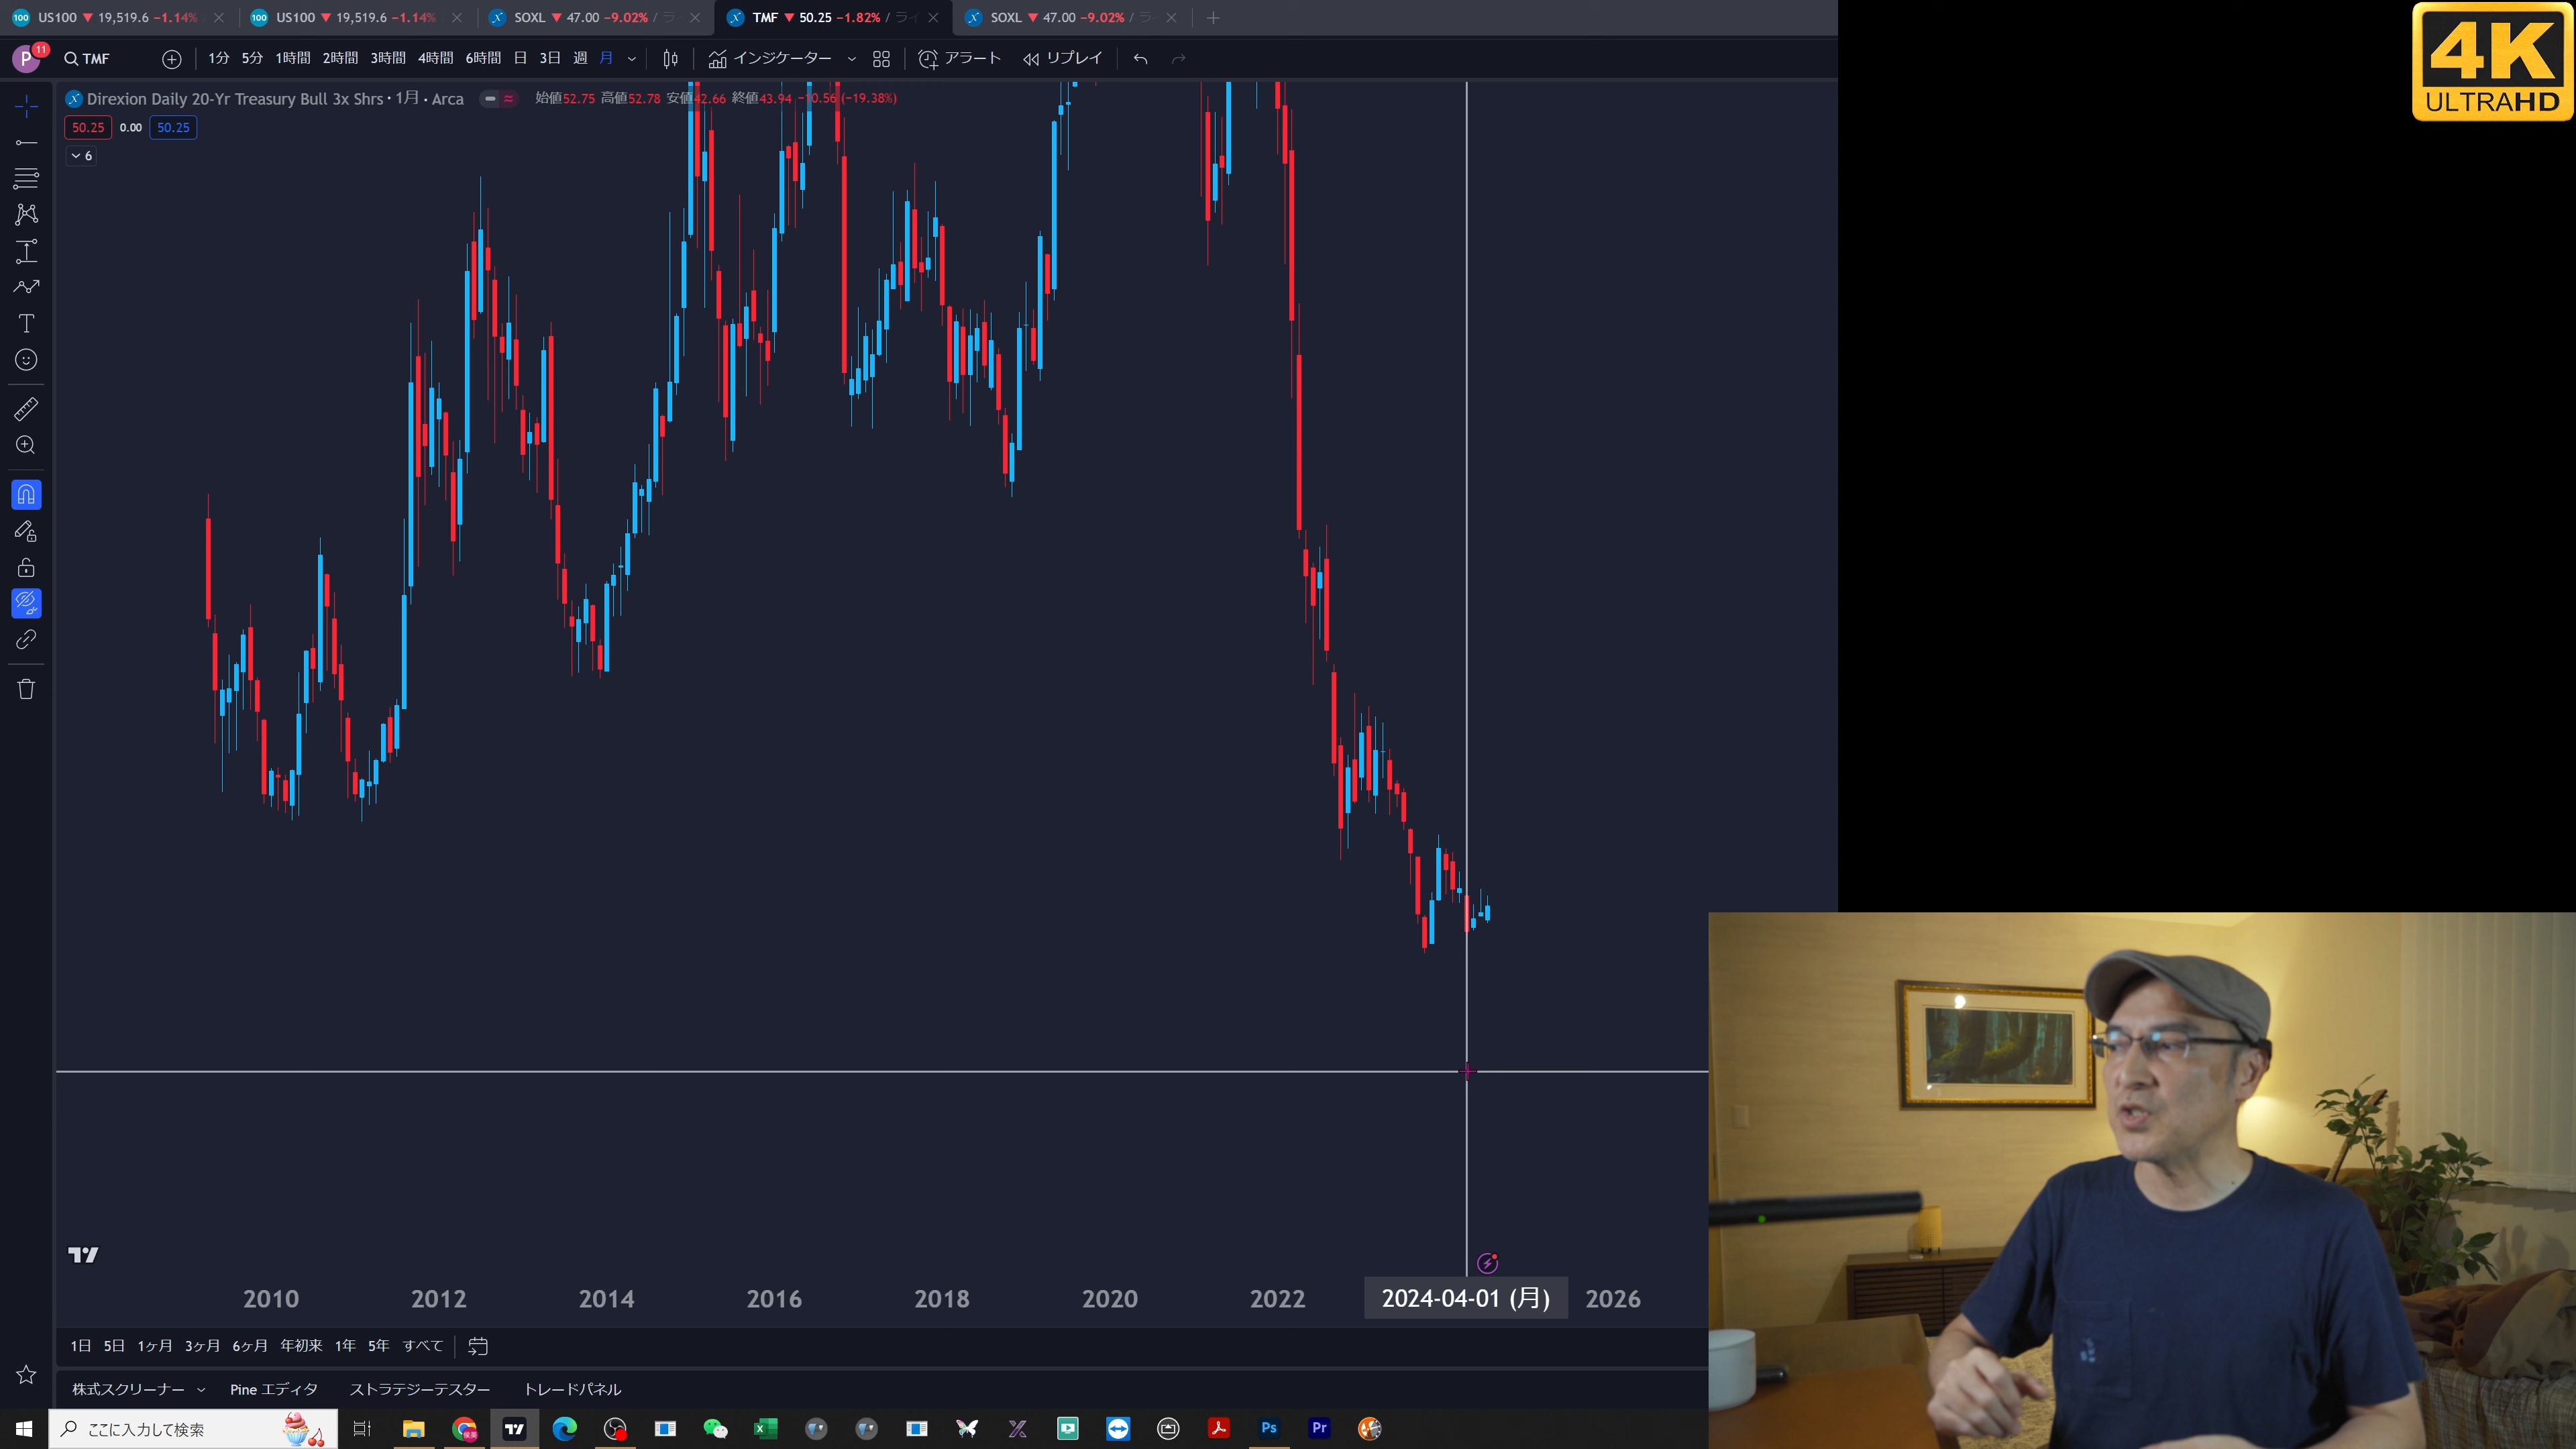 US100 ▼ 19,519.6 −1.14%
US100 ▼ 19,519.6 −1.14%
SOXL ▼ 47.00 −9.02% / ラ
TMF ▼ 50.25 −1.82% / ライ
SOXL ▼ 47.00 −9.02% / ラ
4K
ULTRA HD
P
11
TMF
1分 5分 1時間 2時間 3時間 4時間 6時間 日 3日 週 月
インジケーター
アラート
リプレイ
Direxion Daily 20-Yr Treasury Bull 3x Shrs · 1月 · Arca
始値52.75 高値52.78 安値42.66 終値43.94 −10.56 (−19.38%)
50.25 0.00 50.25
6
2010 2012 2014 2016 2018 2020 2022 2024-04-01 (月) 2026
1日 5日 1ヶ月 3ヶ月 6ヶ月 年初来 1年 5年 すべて
株式スクリーナー Pine エディタ ストラテジーテスター トレードパネル
ここに入力して検索
Ps
Pr